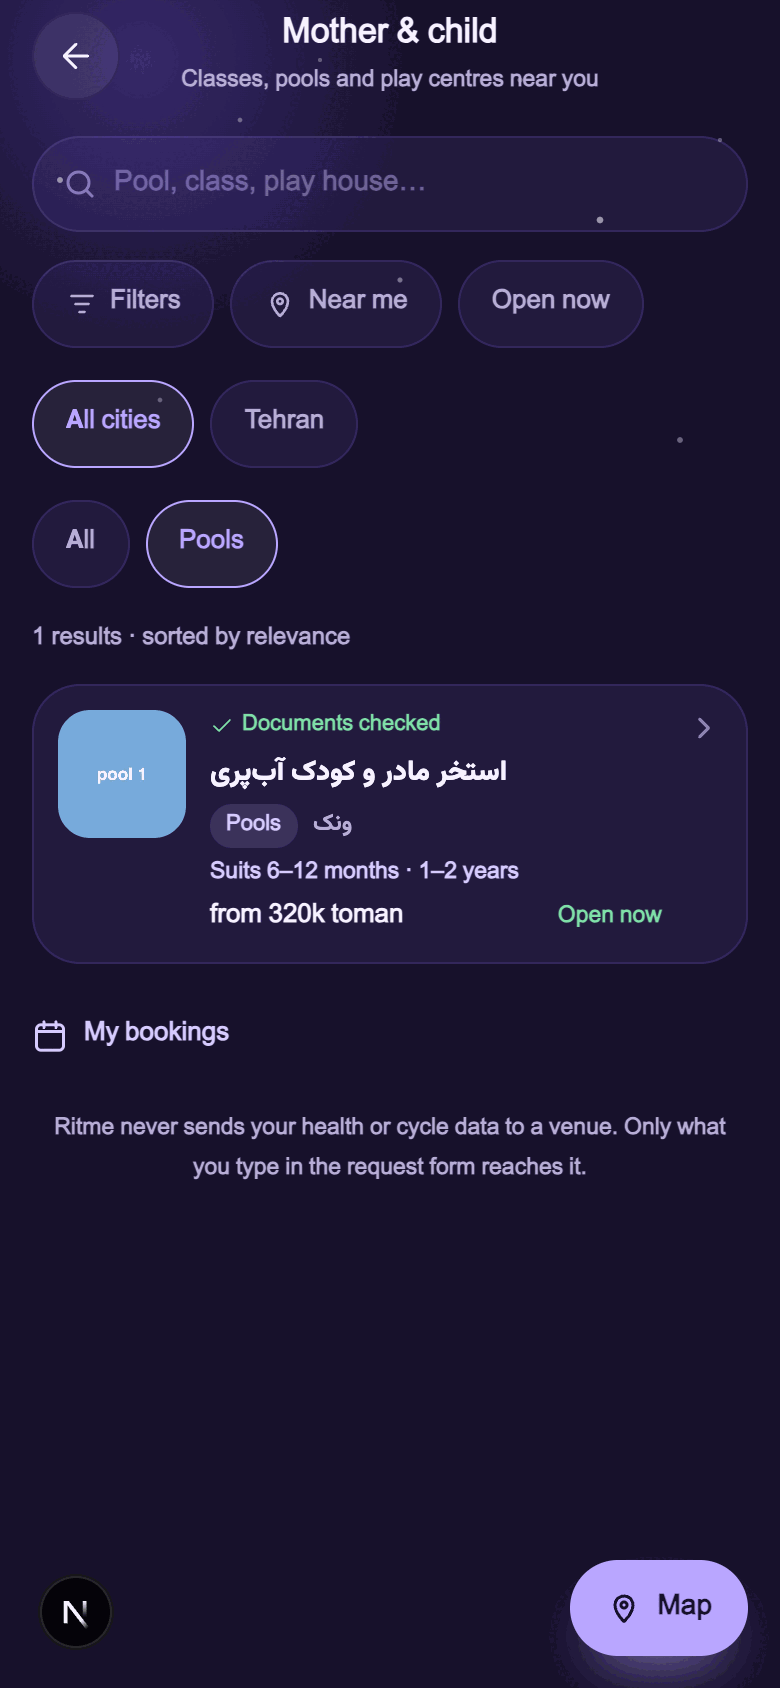 Mother & child
Classes, pools and play centres near you
Pool, class, play house...
Filters
Near me
Open now
All cities
Tehran
All
Pools
1 results · sorted by relevance
Documents checked
pool 1
استخر مادر و کودک آب‌پری
Pools
ونک
Suits 6–12 months · 1–2 years
from 320k toman
Open now
My bookings
Ritme never sends your health or cycle data to a venue. Only what
you type in the request form reaches it.
N
Map